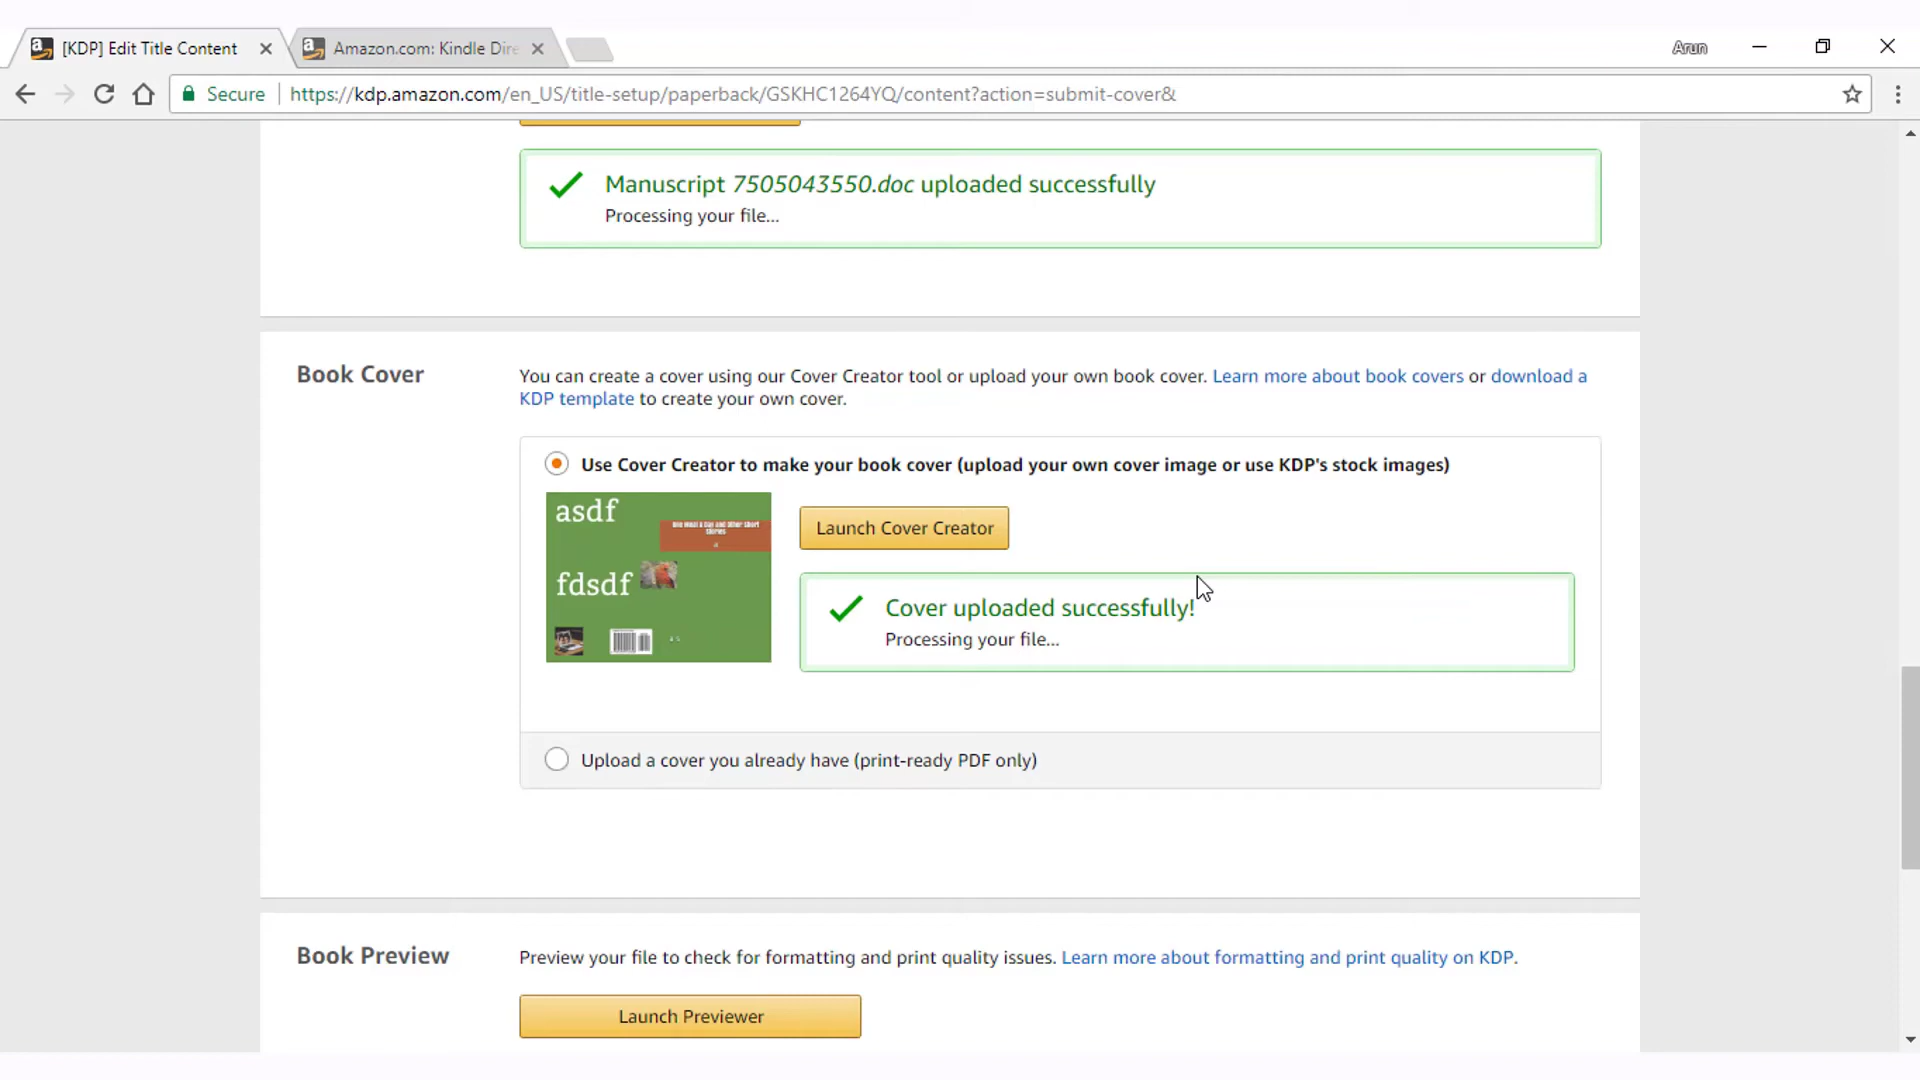 [KDP] Edit Title Content
Amazon.com: Kindle Dire
Arun
Secure
https://kdp.amazon.com/en_US/title-setup/paperback/GSKHC1264YQ/content?action=submit-cover&
Manuscript 7505043550.doc uploaded successfully
Processing your file...
Book Cover
You can create a cover using our Cover Creator tool or upload your own book cover. Learn more about book covers or download a
KDP template to create your own cover.
Use Cover Creator to make your book cover (upload your own cover image or use KDP's stock images)
asdf
fdsdf
Launch Cover Creator
Cover uploaded successfully!
Processing your file...
Upload a cover you already have (print-ready PDF only)
Book Preview
Preview your file to check for formatting and print quality issues. Learn more about formatting and print quality on KDP.
Launch Previewer